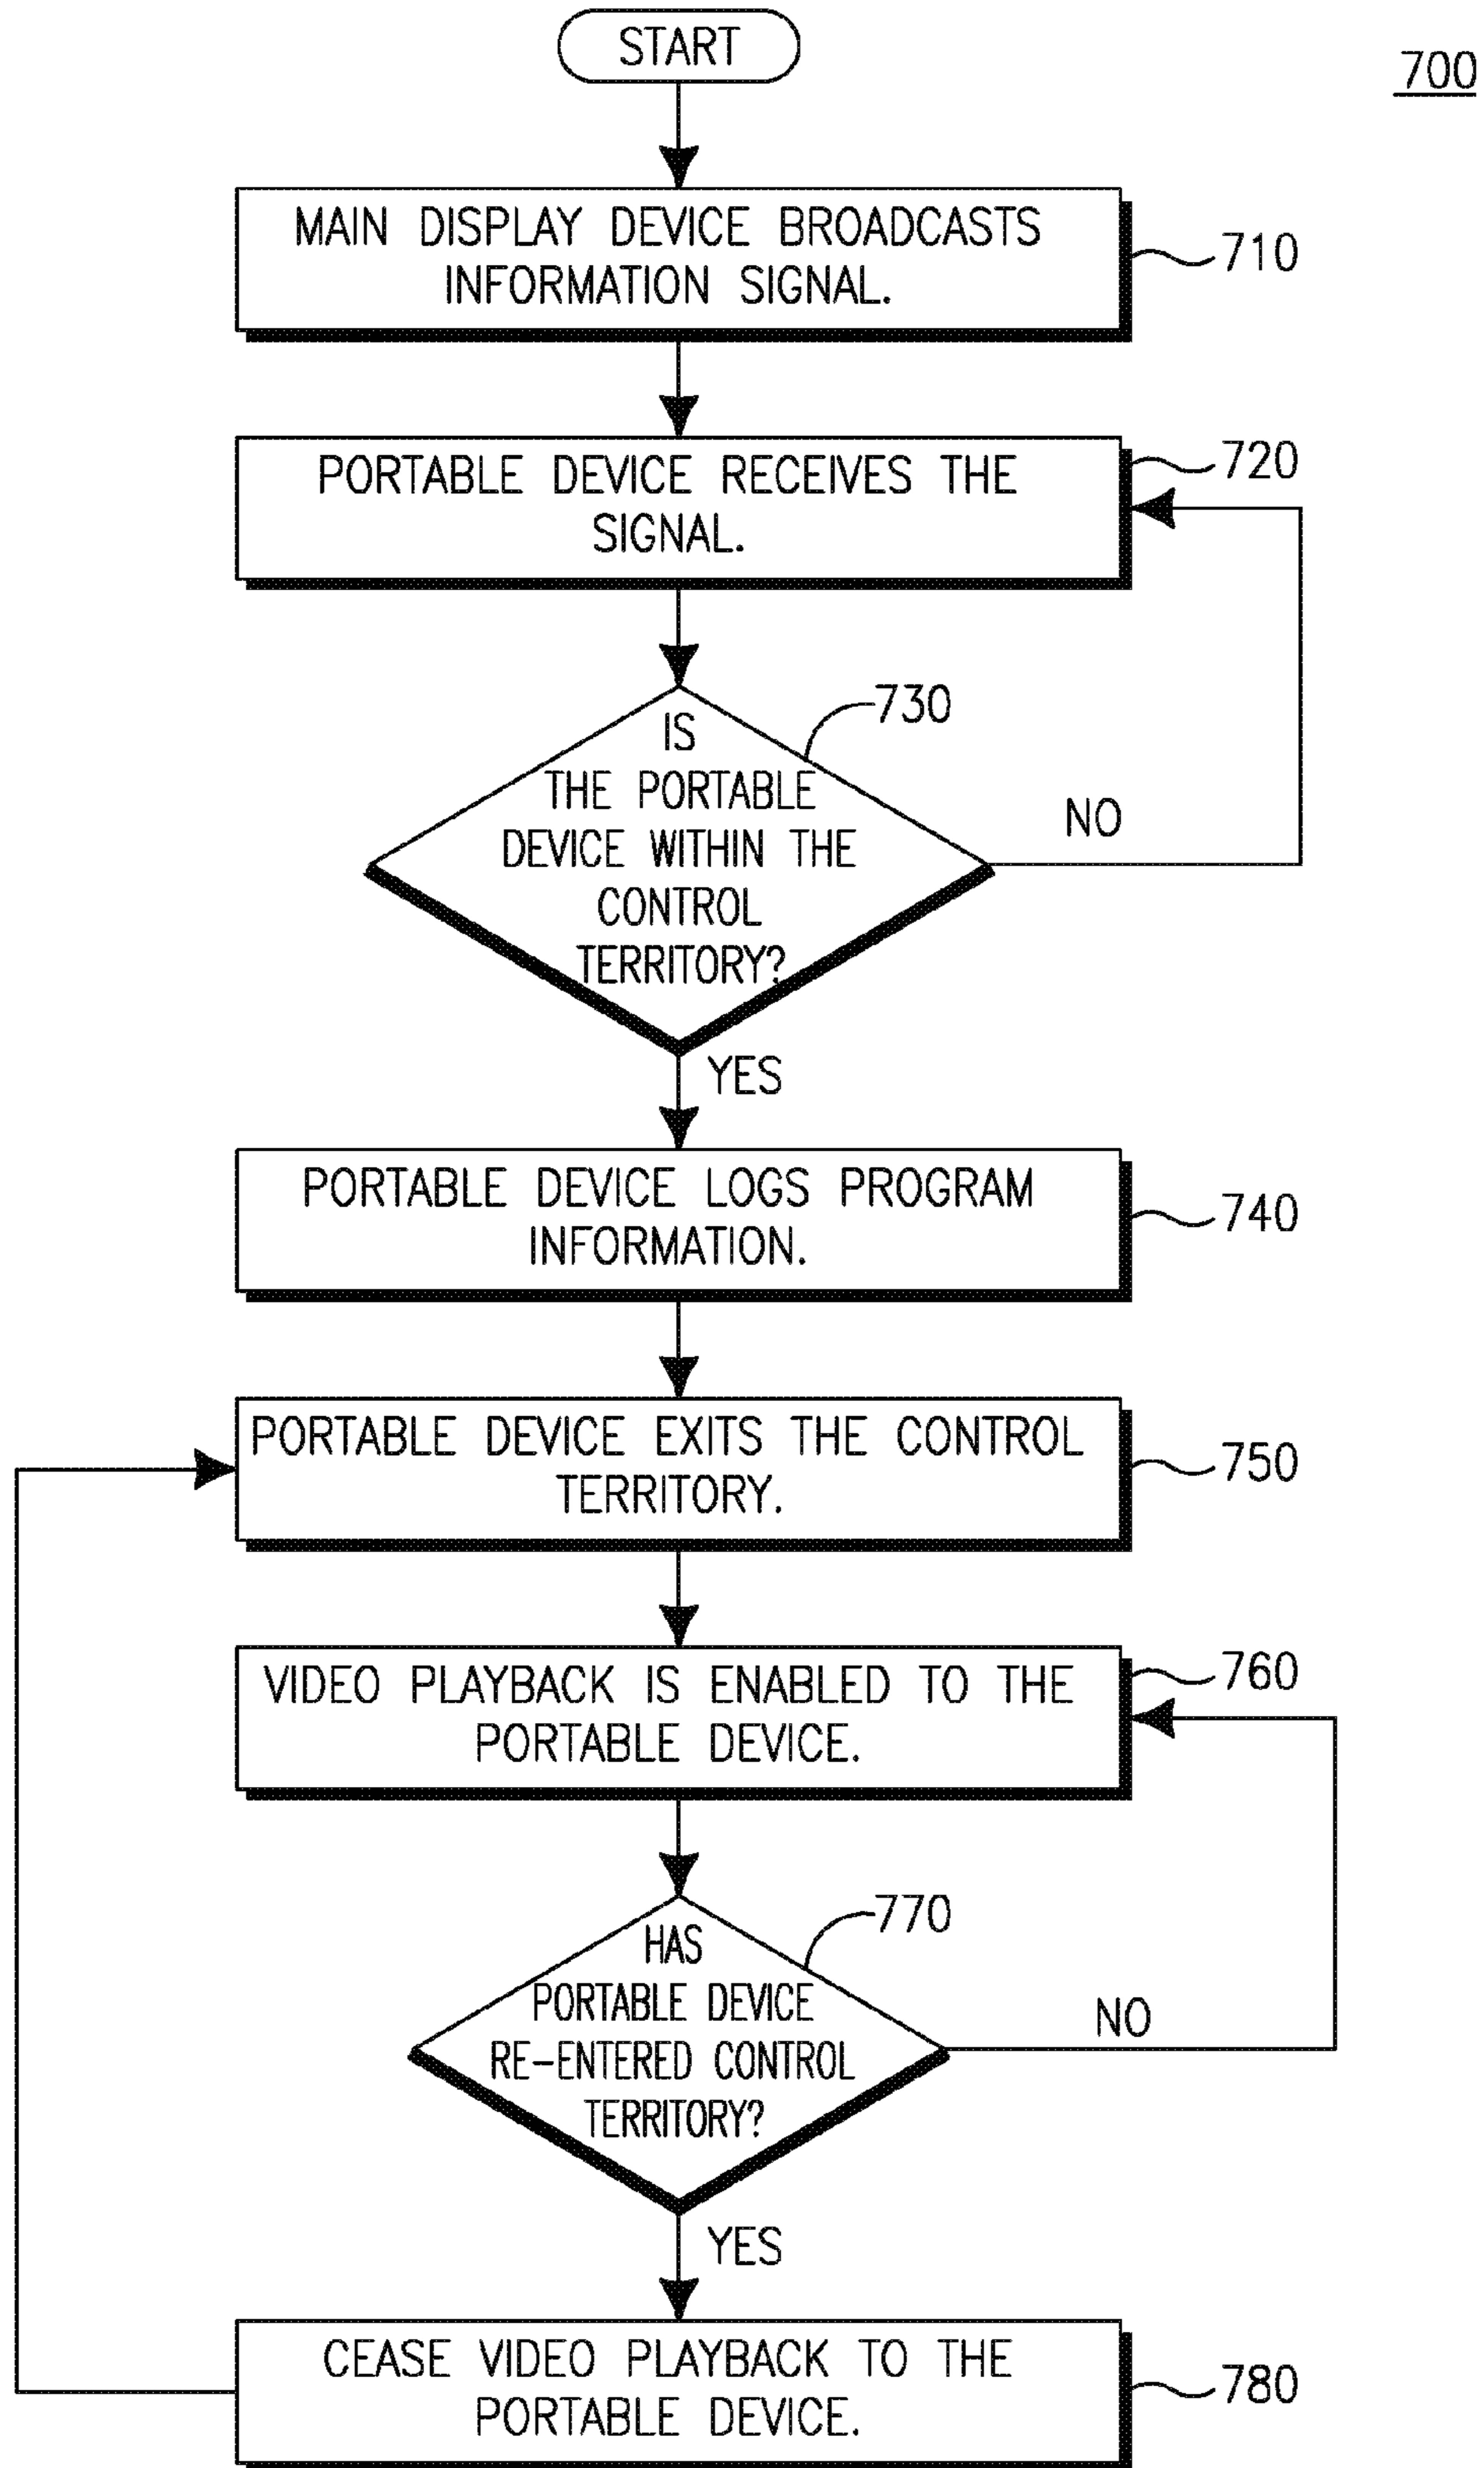 START
700
MAIN DISPLAY DEVICE BROADCASTS
INFORMATION SIGNAL.
710
PORTABLE DEVICE RECEIVES THE
SIGNAL.
720
730
IS
THE PORTABLE
DEVICE WITHIN THE
CONTROL
TERRITORY?
NO
YES
PORTABLE DEVICE LOGS PROGRAM
INFORMATION.
740
PORTABLE DEVICE EXITS THE CONTROL
TERRITORY.
750
VIDEO PLAYBACK IS ENABLED TO THE
PORTABLE DEVICE.
760
770
HAS
PORTABLE DEVICE
RE-ENTERED CONTROL
TERRITORY?
NO
YES
CEASE VIDEO PLAYBACK TO THE
PORTABLE DEVICE.
780